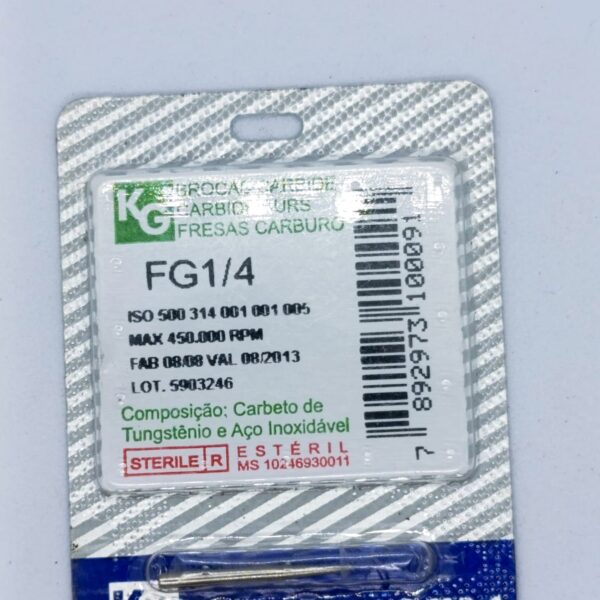 KG
BROCAS CARBIDE
CARBIDE BURS
FRESAS CARBURO
FG1/4
ISO 500 314 001 001 005
MAX 450.000 RPM
FAB 08/08 VAL 08/2013
LOT. 5903246
Composição: Carbeto de
Tungstênio e Aço Inoxidável
STERILE R
ESTÉRIL
MS 10246930011
7 892973 100091